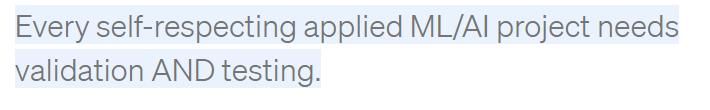 Every self-respecting applied ML/AI project needs
validation AND testing.